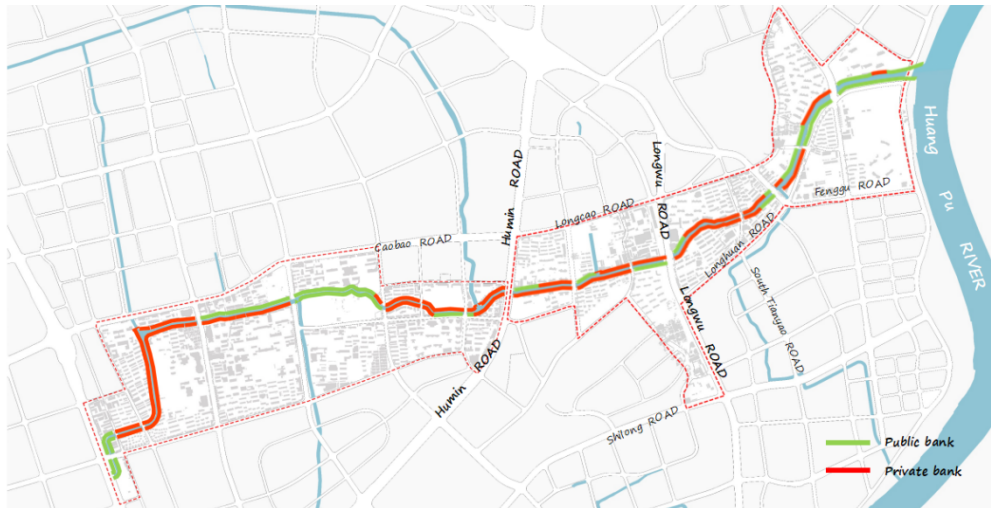 Huang
Pu
RIVER
Longwu ROAD
Humin ROAD
Fenggu ROAD
Longcao ROAD
Caobao ROAD
Longhuan ROAD
South Tianyao ROAD
Longwu ROAD
Humin ROAD
Shilong ROAD
Public bank
Private bank